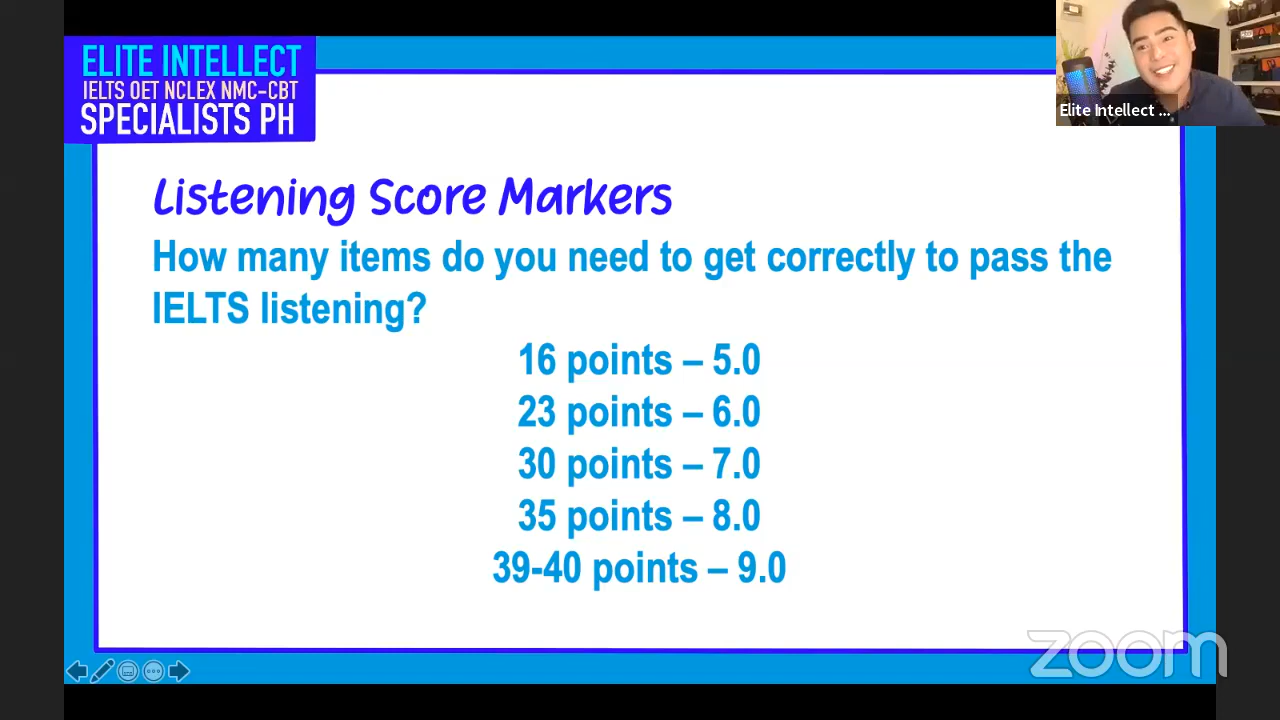 ELITE INTELLECT
IELTS OET NCLEX NMC-CBT
SPECIALISTS PH
Elite Intellect ...
Listening Score Markers
How many items do you need to get correctly to pass the
IELTS listening?
16 points – 5.0
23 points – 6.0
30 points – 7.0
35 points – 8.0
39-40 points – 9.0
zoom